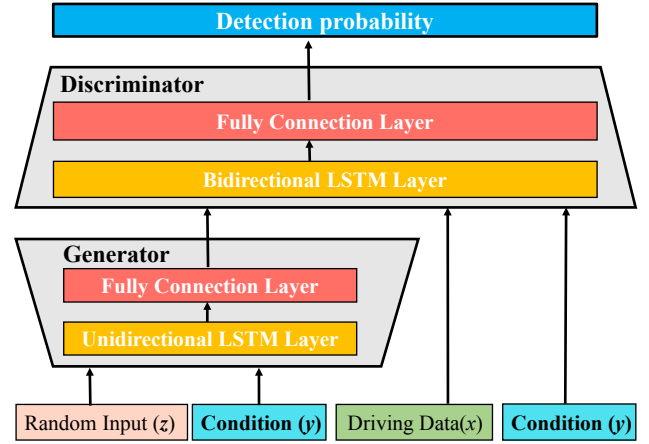 Detection probability
Discriminator
Fully Connection Layer
Bidirectional LSTM Layer
Generator
Fully Connection Layer
Unidirectional LSTM Layer
Random Input (z)
Condition (y)
Driving Data(x)
Condition (y)